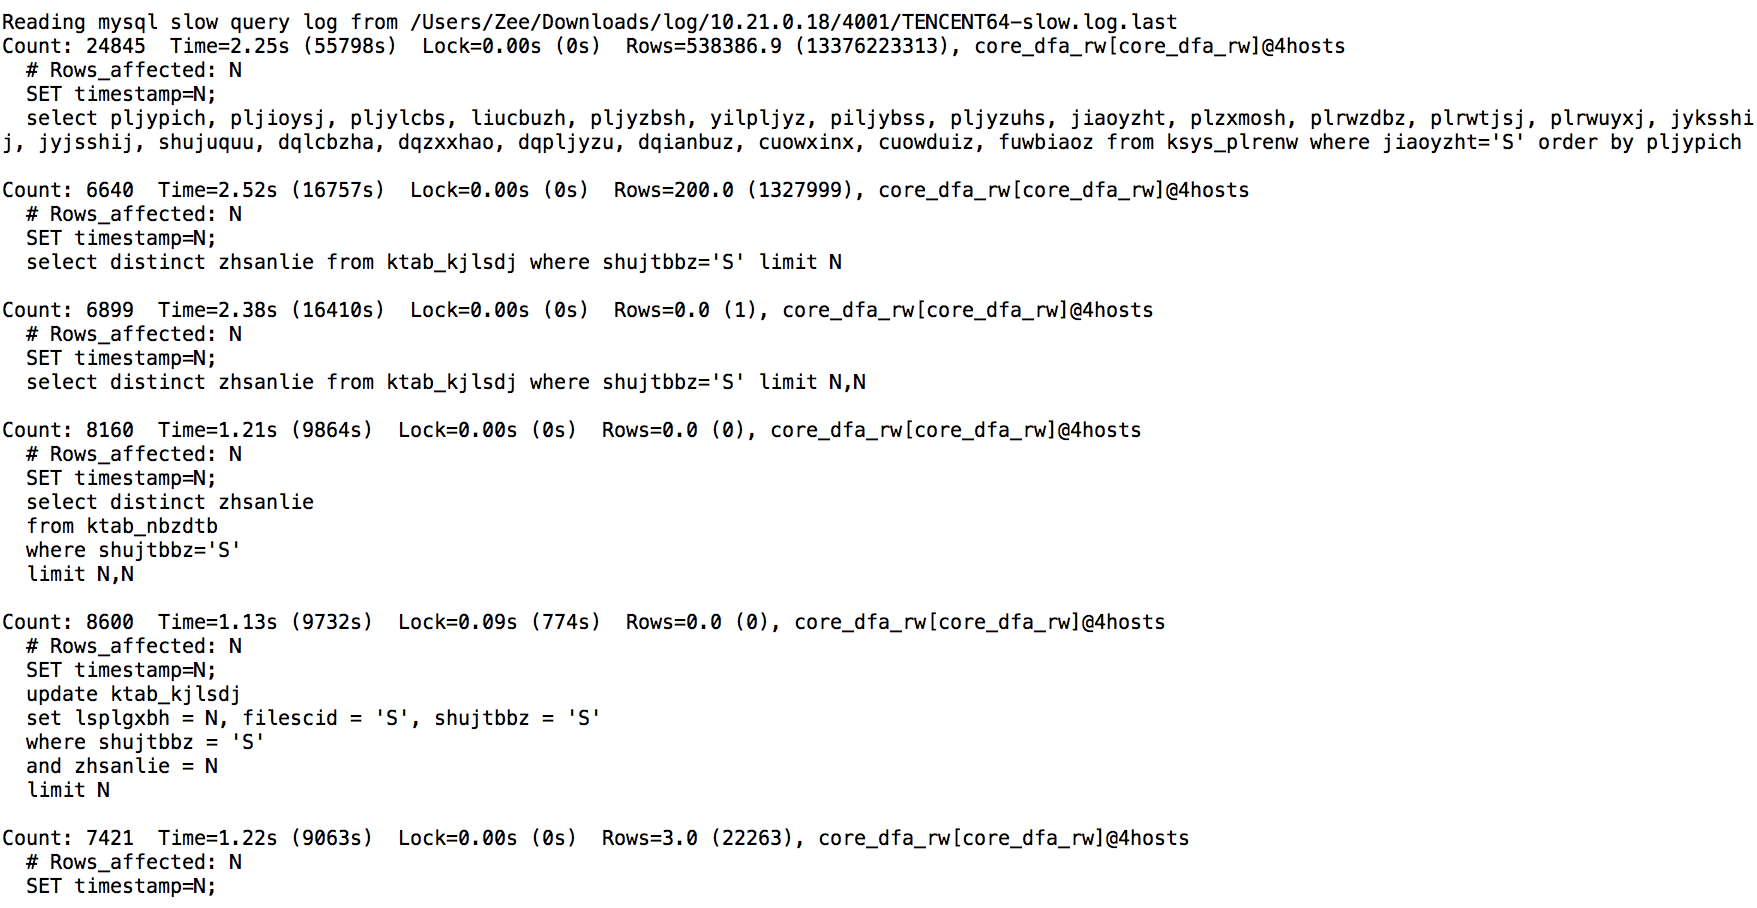 Reading mysql slow query log from /Users/Zee/Downloads/log/10.21.0.18/4001/TENCENT64-slow.log.last
Count: 24845  Time=2.25s (55798s)  Lock=0.00s (0s)  Rows=538386.9 (13376223313), core_dfa_rw[core_dfa_rw]@4hosts
  # Rows_affected: N
  SET timestamp=N;
  select pljypich, pljioysj, pljylcbs, liucbuzh, pljyzbsh, yilpljyz, piljybss, pljyzuhs, jiaoyzht, plzxmosh, plrwzdbz, plrwtjsj, plrwuyxj, jyksshi
j, jyjsshij, shujuquu, dqlcbzha, dqzxxhao, dqpljyzu, dqianbuz, cuowxinx, cuowduiz, fuwbiaoz from ksys_plrenw where jiaoyzht='S' order by pljypich

Count: 6640  Time=2.52s (16757s)  Lock=0.00s (0s)  Rows=200.0 (1327999), core_dfa_rw[core_dfa_rw]@4hosts
  # Rows_affected: N
  SET timestamp=N;
  select distinct zhsanlie from ktab_kjlsdj where shujtbbz='S' limit N

Count: 6899  Time=2.38s (16410s)  Lock=0.00s (0s)  Rows=0.0 (1), core_dfa_rw[core_dfa_rw]@4hosts
  # Rows_affected: N
  SET timestamp=N;
  select distinct zhsanlie from ktab_kjlsdj where shujtbbz='S' limit N,N

Count: 8160  Time=1.21s (9864s)  Lock=0.00s (0s)  Rows=0.0 (0), core_dfa_rw[core_dfa_rw]@4hosts
  # Rows_affected: N
  SET timestamp=N;
  select distinct zhsanlie
  from ktab_nbzdtb
  where shujtbbz='S'
  limit N,N

Count: 8600  Time=1.13s (9732s)  Lock=0.09s (774s)  Rows=0.0 (0), core_dfa_rw[core_dfa_rw]@4hosts
  # Rows_affected: N
  SET timestamp=N;
  update ktab_kjlsdj
  set lsplgxbh = N, filescid = 'S', shujtbbz = 'S'
  where shujtbbz = 'S'
  and zhsanlie = N
  limit N

Count: 7421  Time=1.22s (9063s)  Lock=0.00s (0s)  Rows=3.0 (22263), core_dfa_rw[core_dfa_rw]@4hosts
  # Rows_affected: N
  SET timestamp=N;